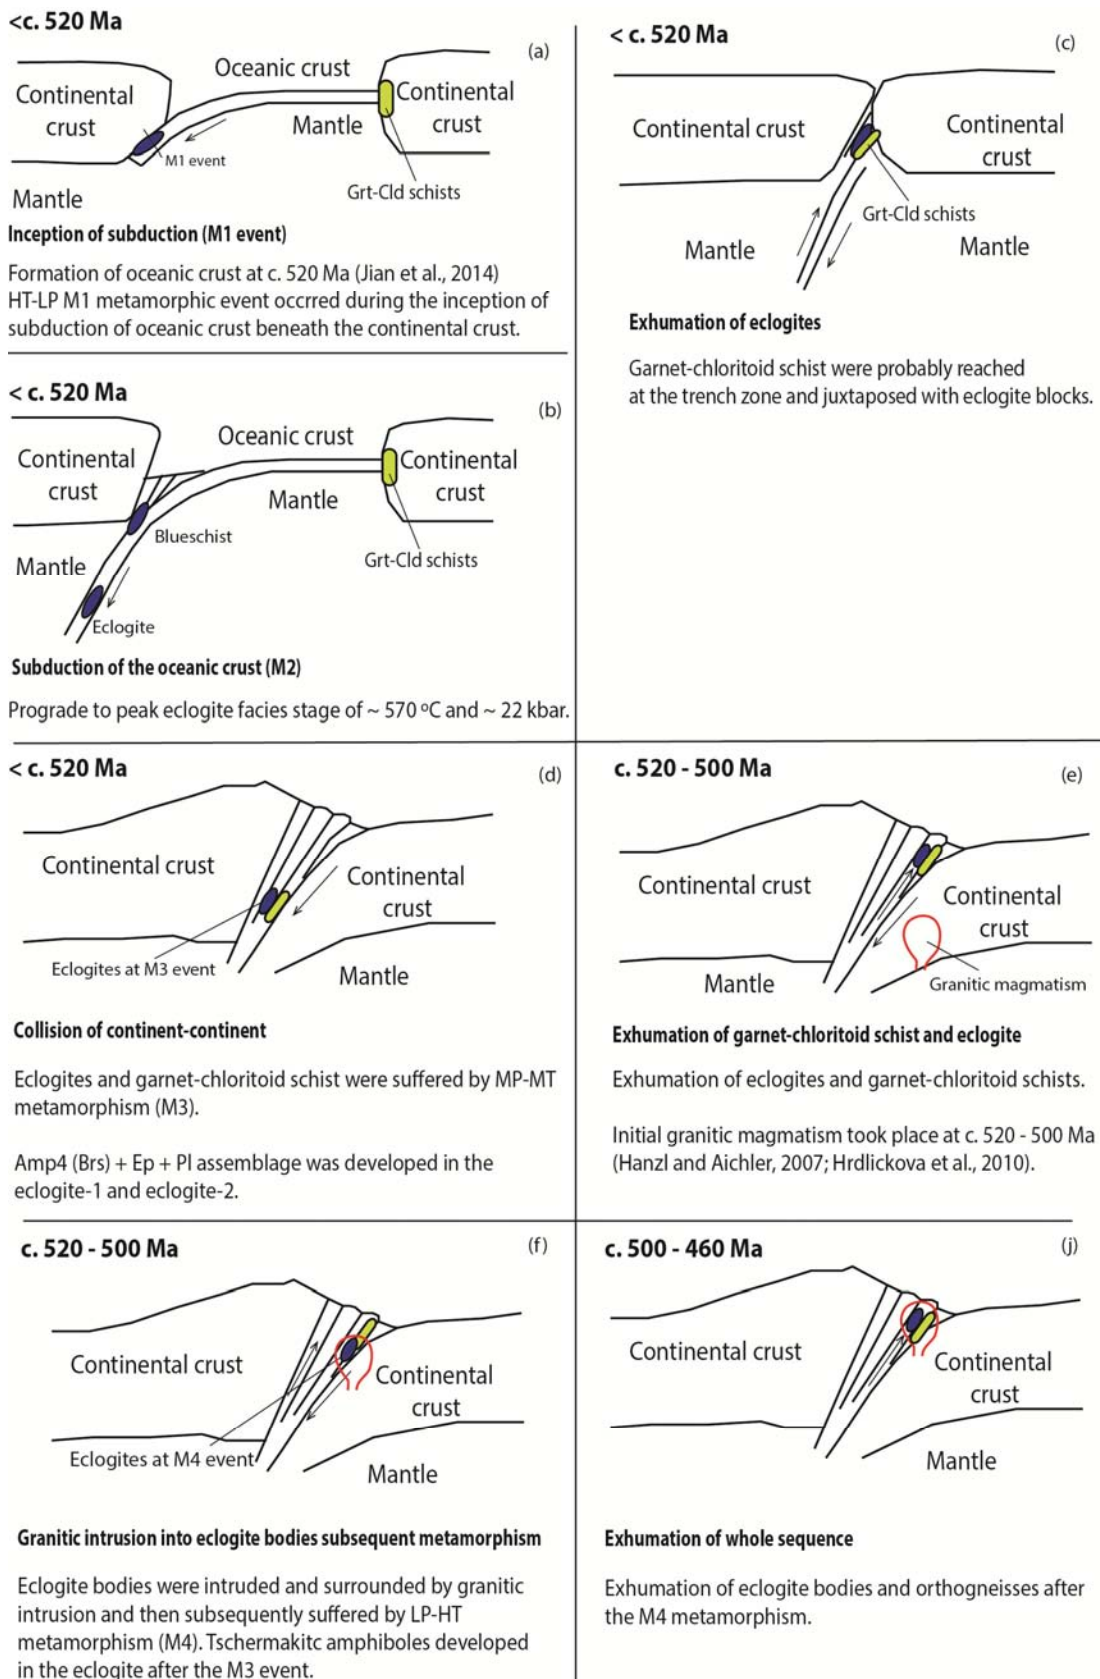 <c. 520 Ma
(a)
Oceanic crust
Continental
crust
Continental
crust
Mantle
M1 event
Grt-Cld schists
Mantle
Inception of subduction (M1 event)
Formation of oceanic crust at c. 520 Ma (Jian et al., 2014)
HT-LP M1 metamorphic event occrred during the inception of
subduction of oceanic crust beneath the continental crust.
< c. 520 Ma
(b)
Oceanic crust
Continental
crust
Continental
crust
Mantle
Blueschist
Grt-Cld schists
Mantle
Eclogite
Subduction of the oceanic crust (M2)
Prograde to peak eclogite facies stage of ~ 570 ºC and ~ 22 kbar.
< c. 520 Ma
(c)
Continental crust
Continental
crust
Grt-Cld schists
Mantle
Mantle
Exhumation of eclogites
Garnet-chloritoid schist were probably reached
at the trench zone and juxtaposed with eclogite blocks.
< c. 520 Ma
(d)
Continental crust
Continental
crust
Eclogites at M3 event
Mantle
Collision of continent-continent
Eclogites and garnet-chloritoid schist were suffered by MP-MT
metamorphism (M3).
Amp4 (Brs) + Ep + Pl assemblage was developed in the
eclogite-1 and eclogite-2.
c. 520 - 500 Ma
(e)
Continental crust
Continental
crust
Mantle
Granitic magmatism
Exhumation of garnet-chloritoid schist and eclogite
Exhumation of eclogites and garnet-chloritoid schists.
Initial granitic magmatism took place at c. 520 - 500 Ma
(Hanzl and Aichler, 2007; Hrdlickova et al., 2010).
c. 520 - 500 Ma
(f)
Continental crust
Continental
crust
Eclogites at M4 event
Mantle
Granitic intrusion into eclogite bodies subsequent metamorphism
Eclogite bodies were intruded and surrounded by granitic
intrusion and then subsequently suffered by LP-HT
metamorphism (M4). Tschermakitc amphiboles developed
in the eclogite after the M3 event.
c. 500 - 460 Ma
(j)
Continental crust
Continental
crust
Mantle
Exhumation of whole sequence
Exhumation of eclogite bodies and orthogneisses after
the M4 metamorphism.